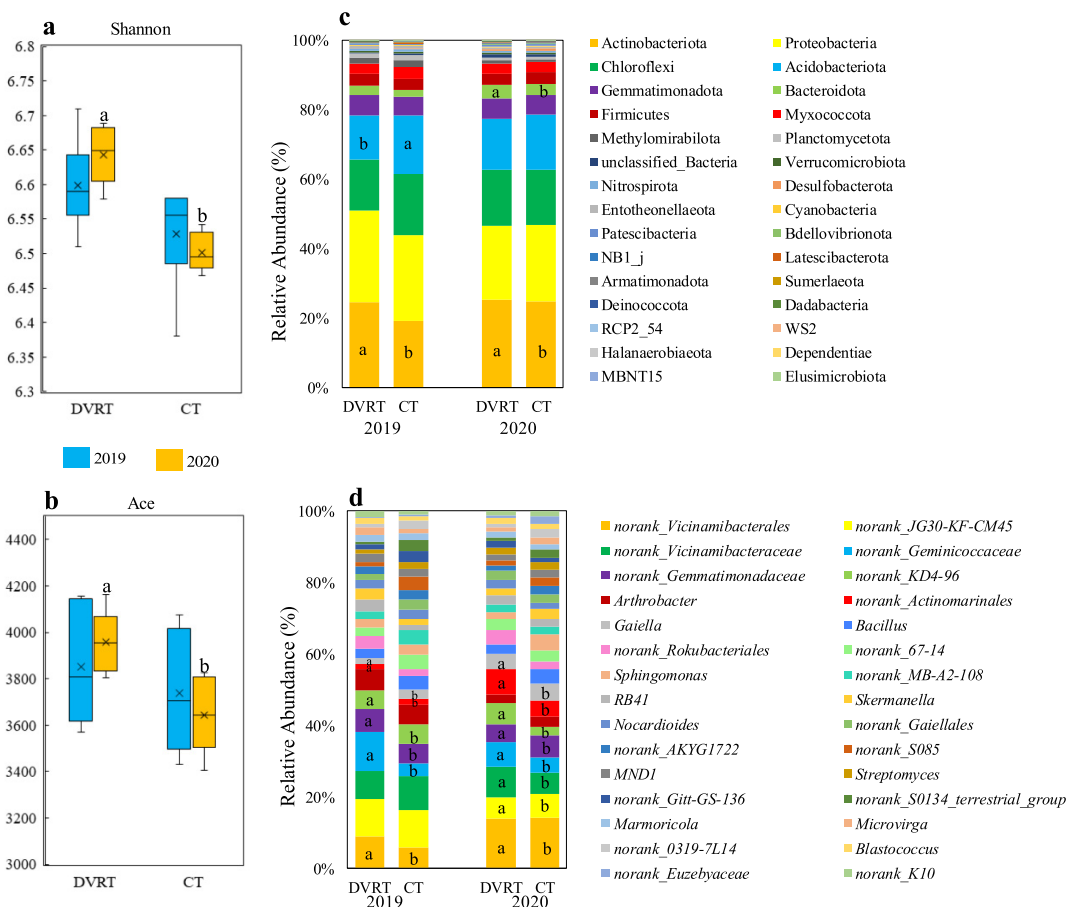 a
Shannon
6.8
6.7
6.65
6.6
6.55
6.5
6.45
6.4
6.35
6.3
a
b
DVRT
CT
2019
2020
b
Ace
4400
4200
4000
3800
3600
3400
3200
3000
a
b
DVRT
CT
c
Relative Abundance (%)
100%
80%
60%
40%
20%
0%
b
a
a
b
a
b
a
b
DVRT CT
DVRT CT
2019
2020
Actinobacteriota
Proteobacteria
Chloroflexi
Acidobacteriota
Gemmatimonadota
Bacteroidota
Firmicutes
Myxococcota
Methylomirabilota
Planctomycetota
unclassified_Bacteria
Verrucomicrobiota
Nitrospirota
Desulfobacterota
Entotheonellaeota
Cyanobacteria
Patescibacteria
Bdellovibrionota
NB1_j
Latescibacterota
Armatimonadota
Sumerlaeota
Deinococcota
Dadabacteria
RCP2_54
WS2
Halanaerobiaeota
Dependentiae
MBNT15
Elusimicrobiota
d
Relative Abundance (%)
100%
80%
60%
40%
20%
0%
a
a
a
a
a
b
b
b
b
b
b
a
a
a
a
a
a
a
a
b
b
b
b
b
b
b
b
DVRT CT
DVRT CT
2019
2020
norank_Vicinamibacterales
norank_JG30-KF-CM45
norank_Vicinamibacteraceae
norank_Geminicoccaceae
norank_Gemmatimonadaceae
norank_KD4-96
Arthrobacter
norank_Actinomarinales
Gaiella
Bacillus
norank_Rokubacteriales
norank_67-14
Sphingomonas
norank_MB-A2-108
RB41
Skermanella
Nocardioides
norank_Gaiellales
norank_AKYG1722
norank_S085
MND1
Streptomyces
norank_Gitt-GS-136
norank_S0134_terrestrial_group
Marmoricola
Microvirga
norank_0319-7L14
Blastococcus
norank_Euzebyaceae
norank_K10